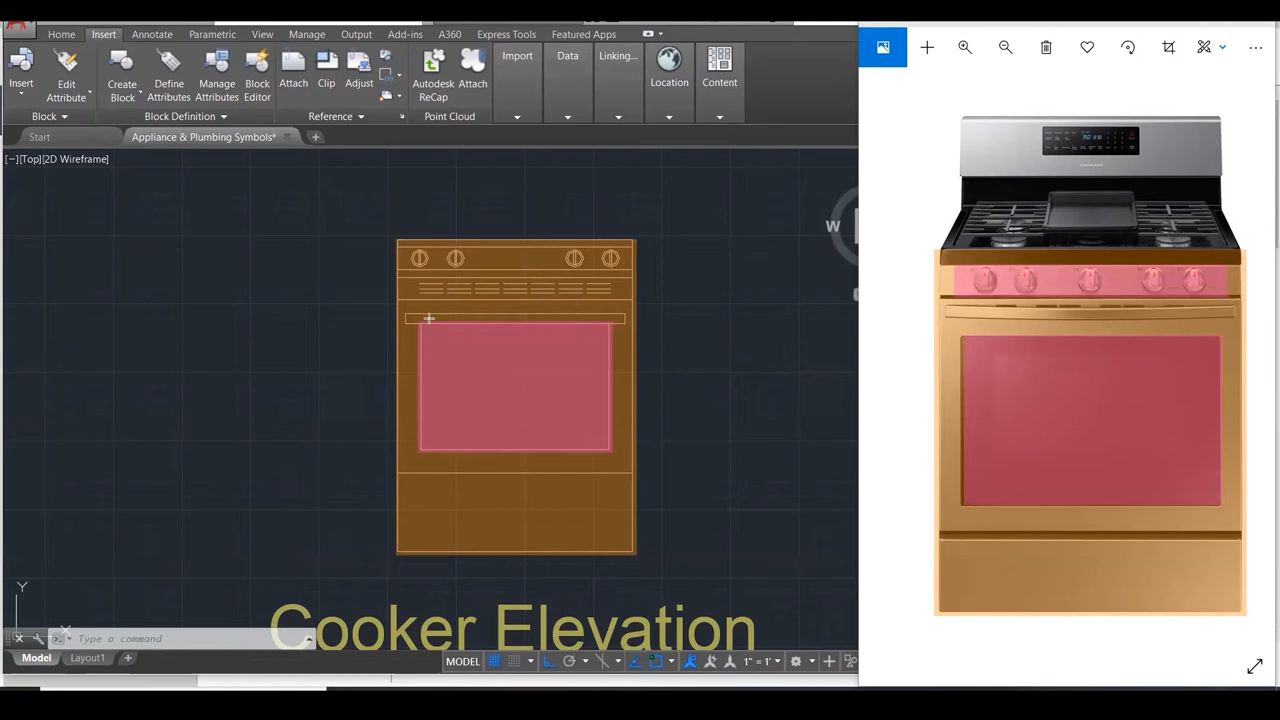 Home Insert Annotate Parametric View Manage Output Add-ins A360 Express Tools Featured Apps
Insert Edit Attribute Create Block Define Attributes Manage Attributes Block Editor Attach Clip Adjust Autodesk ReCap Attach Import Data Linking... Location Content
Block Block Definition Reference Point Cloud
Start Appliance & Plumbing Symbols*
[−][Top][2D Wireframe]
W
Y
X
Cooker Elevation
Type a command
Model Layout1
MODEL 1" = 1'